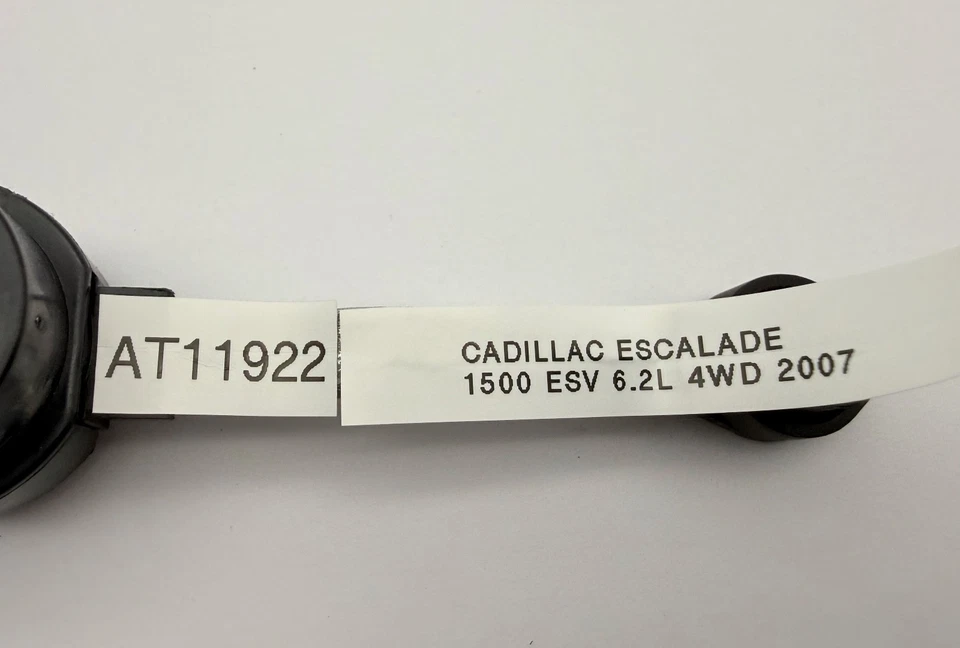 AT11922
CADILLAC ESCALADE
1500 ESV 6.2L 4WD 2007